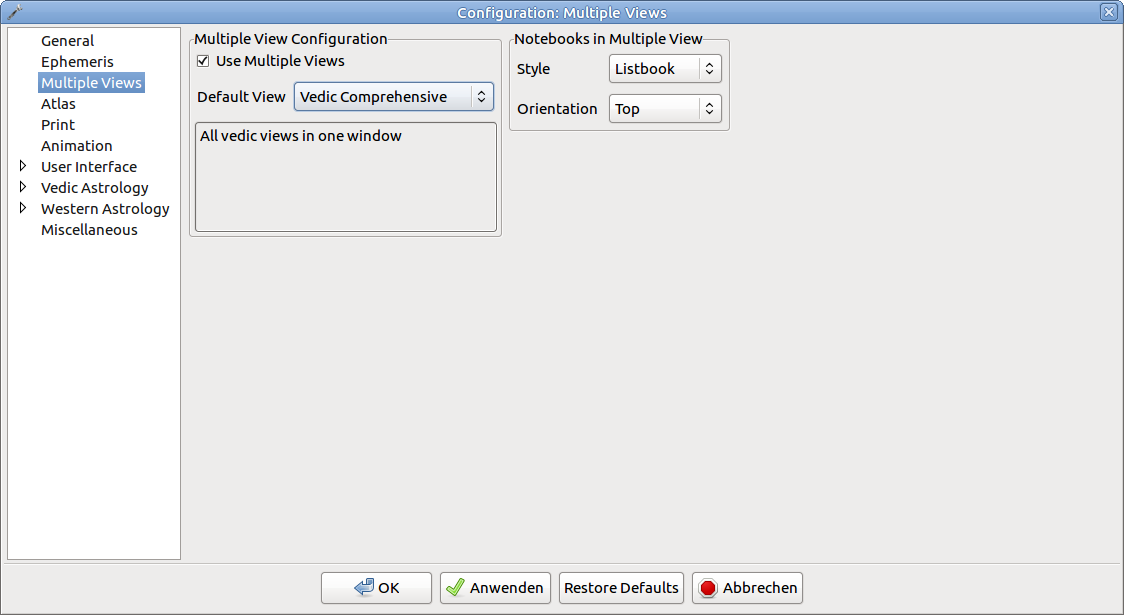 Configuration: Multiple Views
General
Ephemeris
Multiple Views
Atlas
Print
Animation
User Interface
Vedic Astrology
Western Astrology
Miscellaneous
Multiple View Configuration
Use Multiple Views
Default View Vedic Comprehensive
All vedic views in one window
Notebooks in Multiple View
Style Listbook
Orientation Top
OK Anwenden Restore Defaults Abbrechen